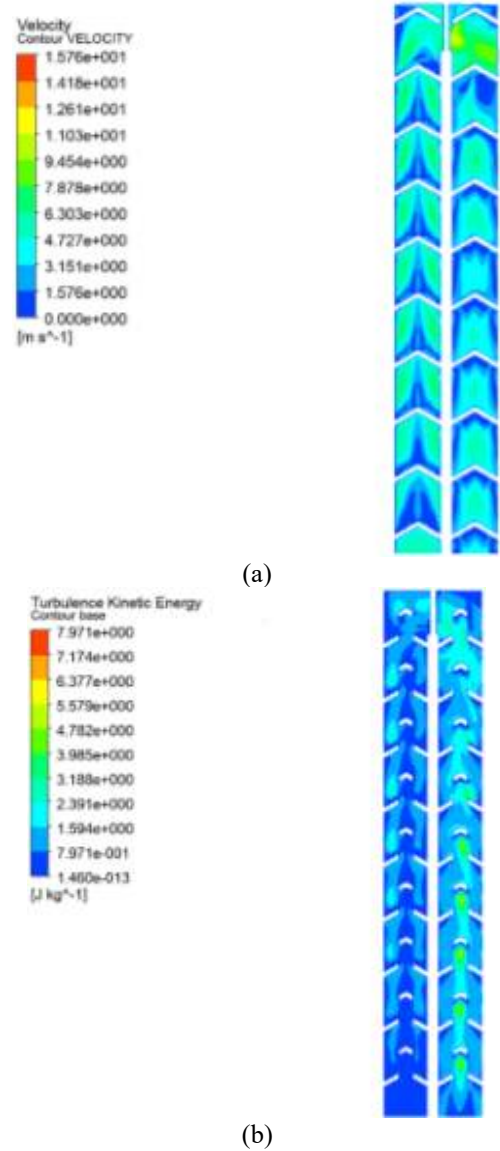 Velocity
Contour VELOCITY
1.576e+001
1.418e+001
1.261e+001
1.103e+001
9.454e+000
7.878e+000
6.303e+000
4.727e+000
3.151e+000
1.576e+000
0.000e+000
[m s^-1]
(a)
Turbulence Kinetic Energy
Contour base
7.971e+000
7.174e+000
6.377e+000
5.579e+000
4.782e+000
3.985e+000
3.188e+000
2.391e+000
1.594e+000
7.971e-001
1.460e-013
[J kg^-1]
(b)